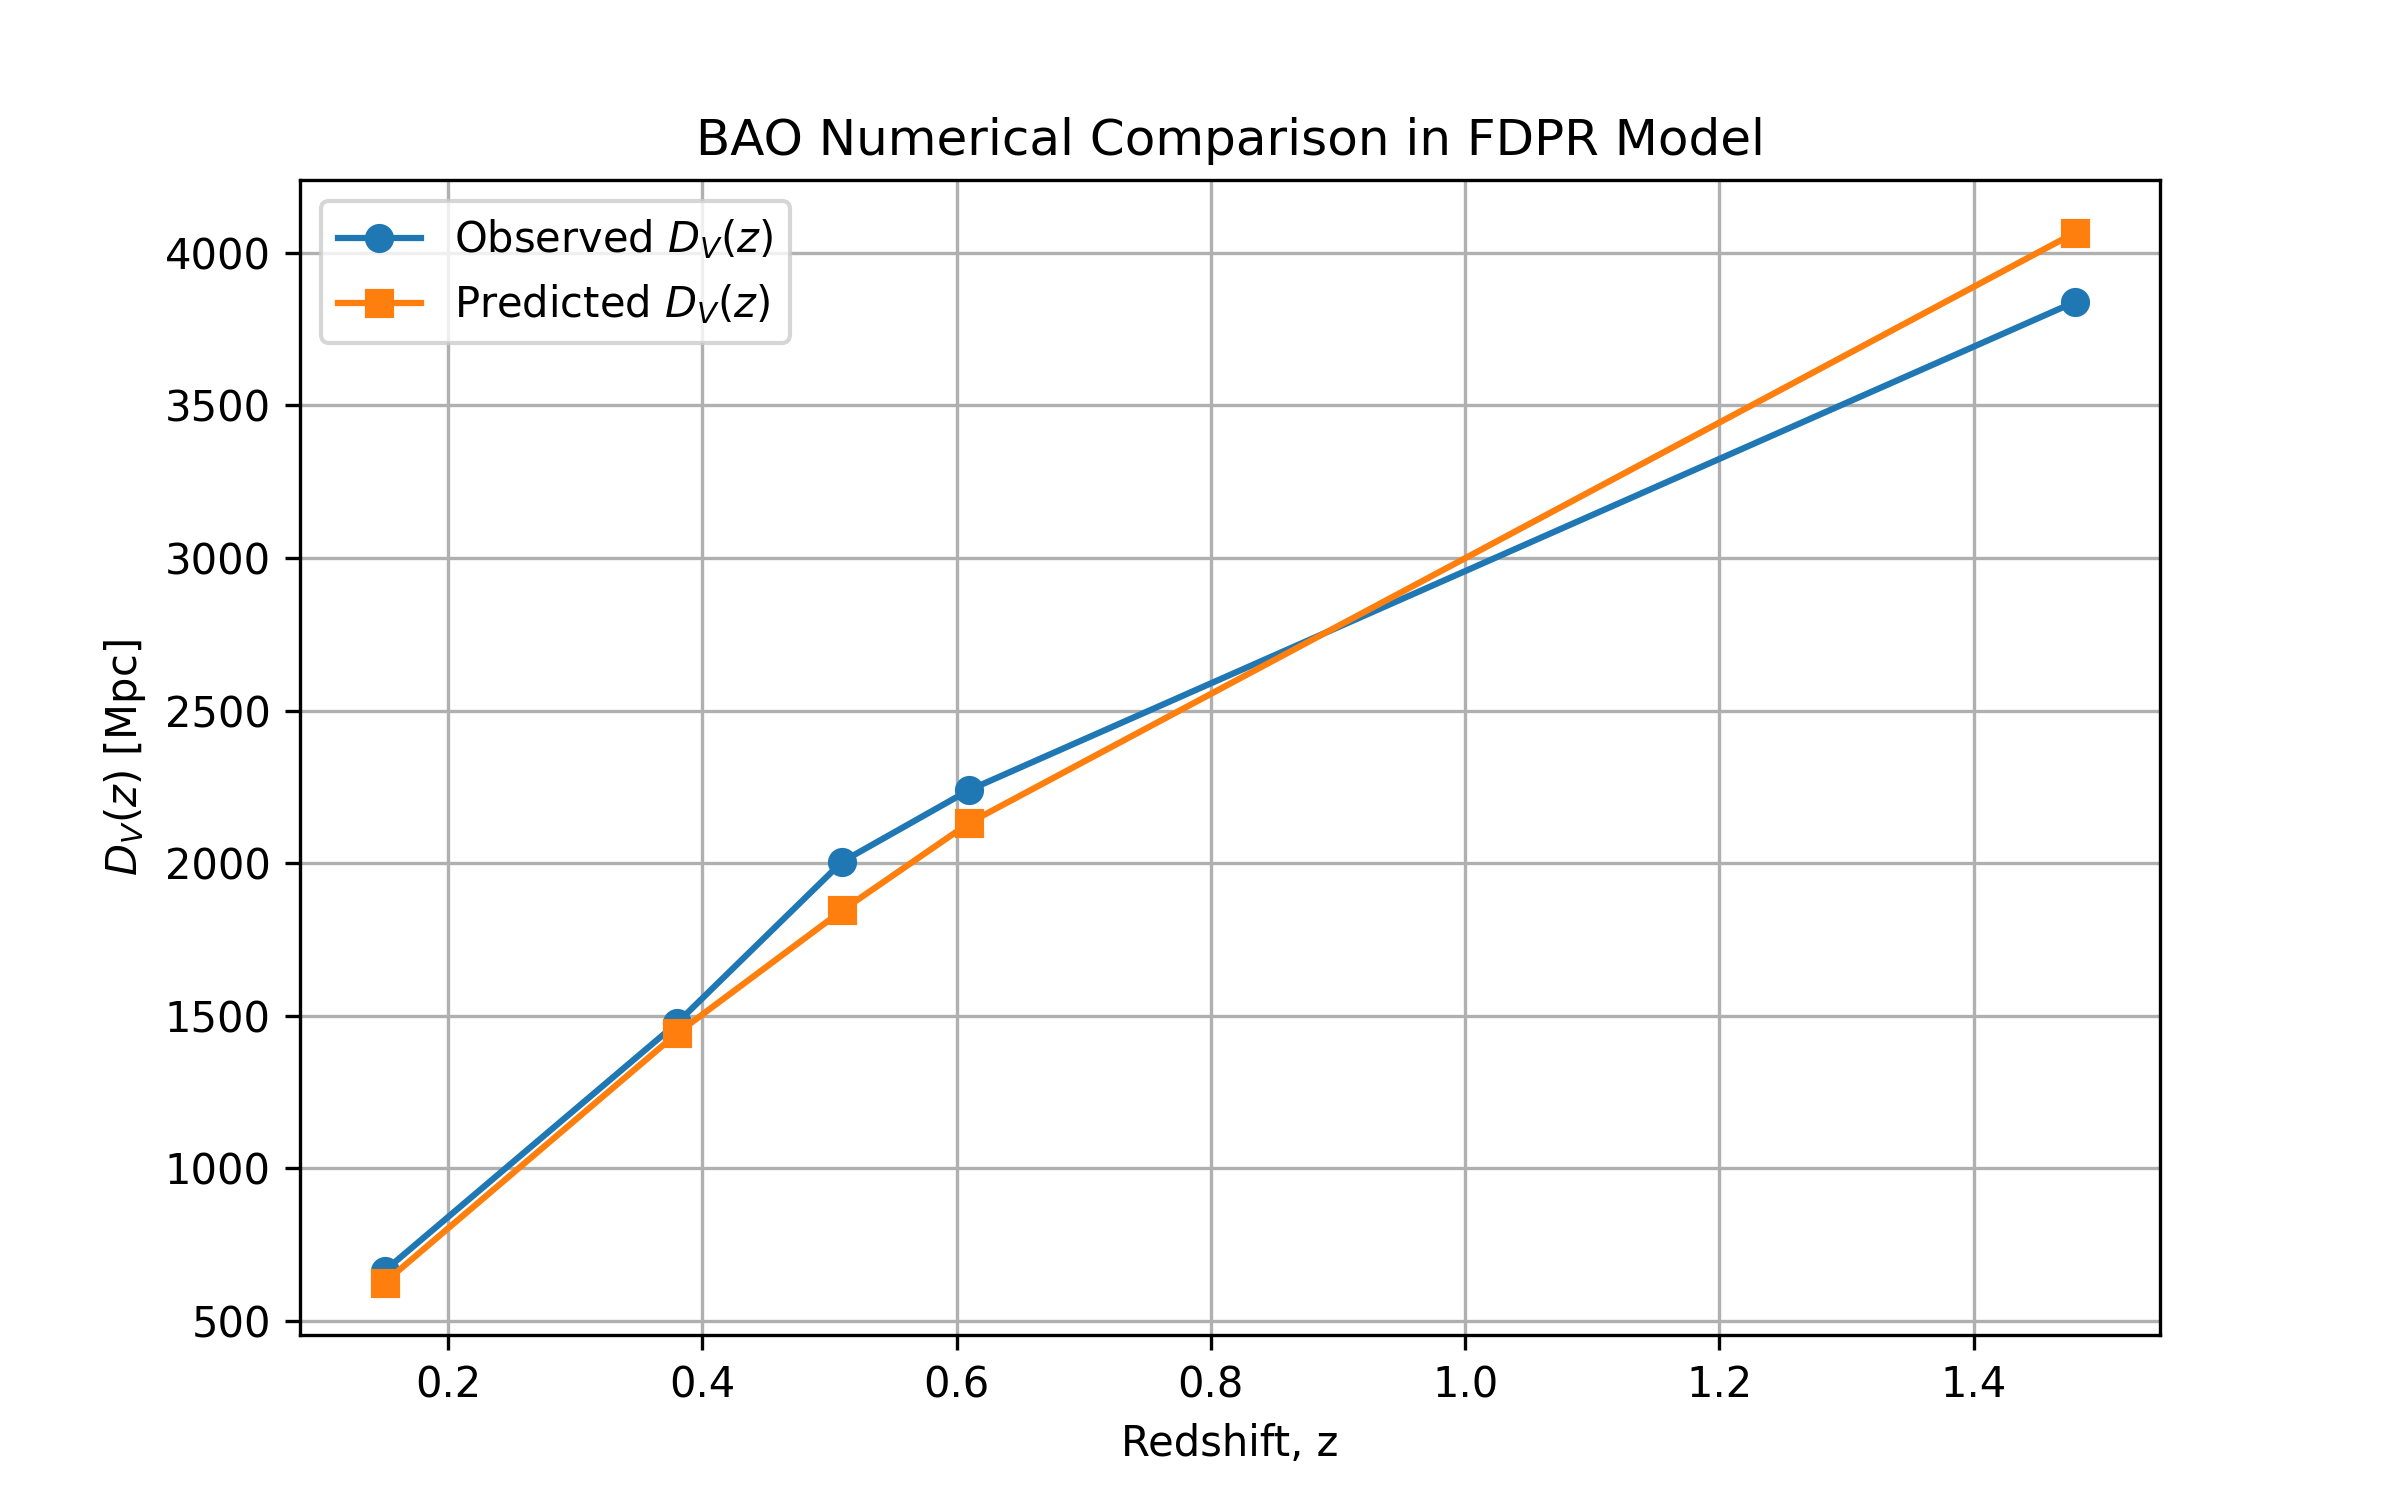 BAO Numerical Comparison in FDPR Model
Observed D_V(z)
Predicted D_V(z)
4000
3500
3000
2500
2000
1500
1000
500
D_V(z) [Mpc]
0.2 0.4 0.6 0.8 1.0 1.2 1.4
Redshift, z